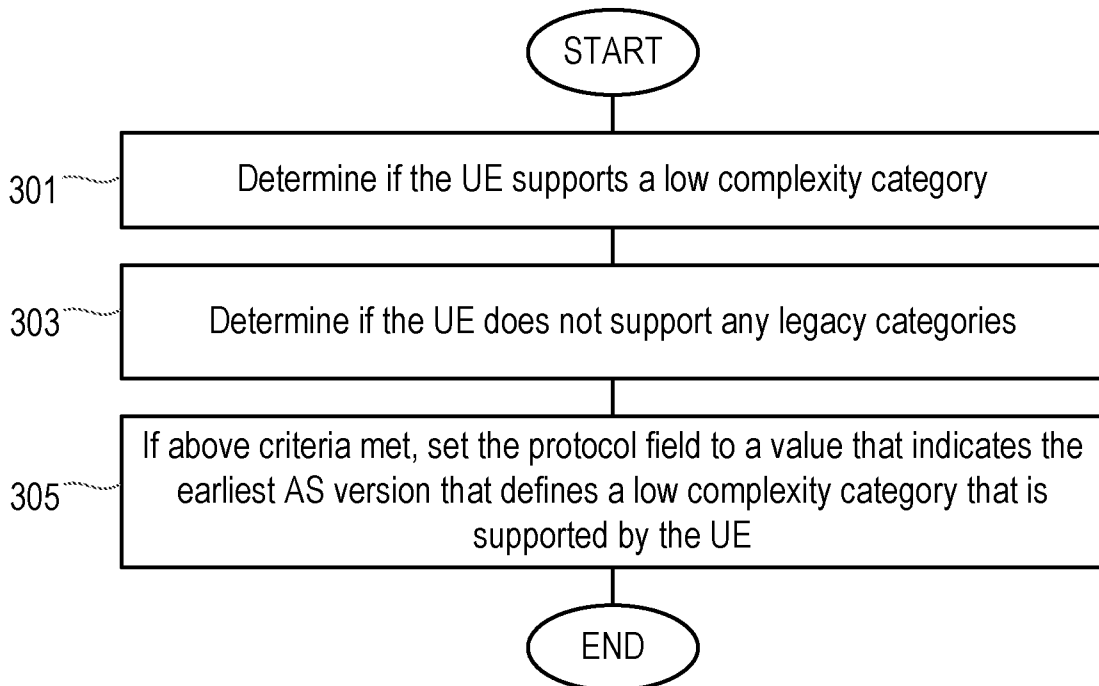 START
301
Determine if the UE supports a low complexity category
303
Determine if the UE does not support any legacy categories
305
If above criteria met, set the protocol field to a value that indicates the
earliest AS version that defines a low complexity category that is
supported by the UE
END